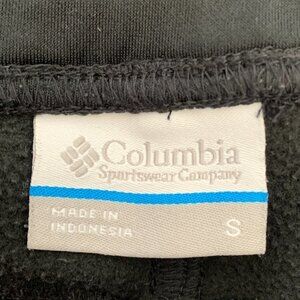 Columbia
Sportswear Company
MADE IN
INDONESIA
S